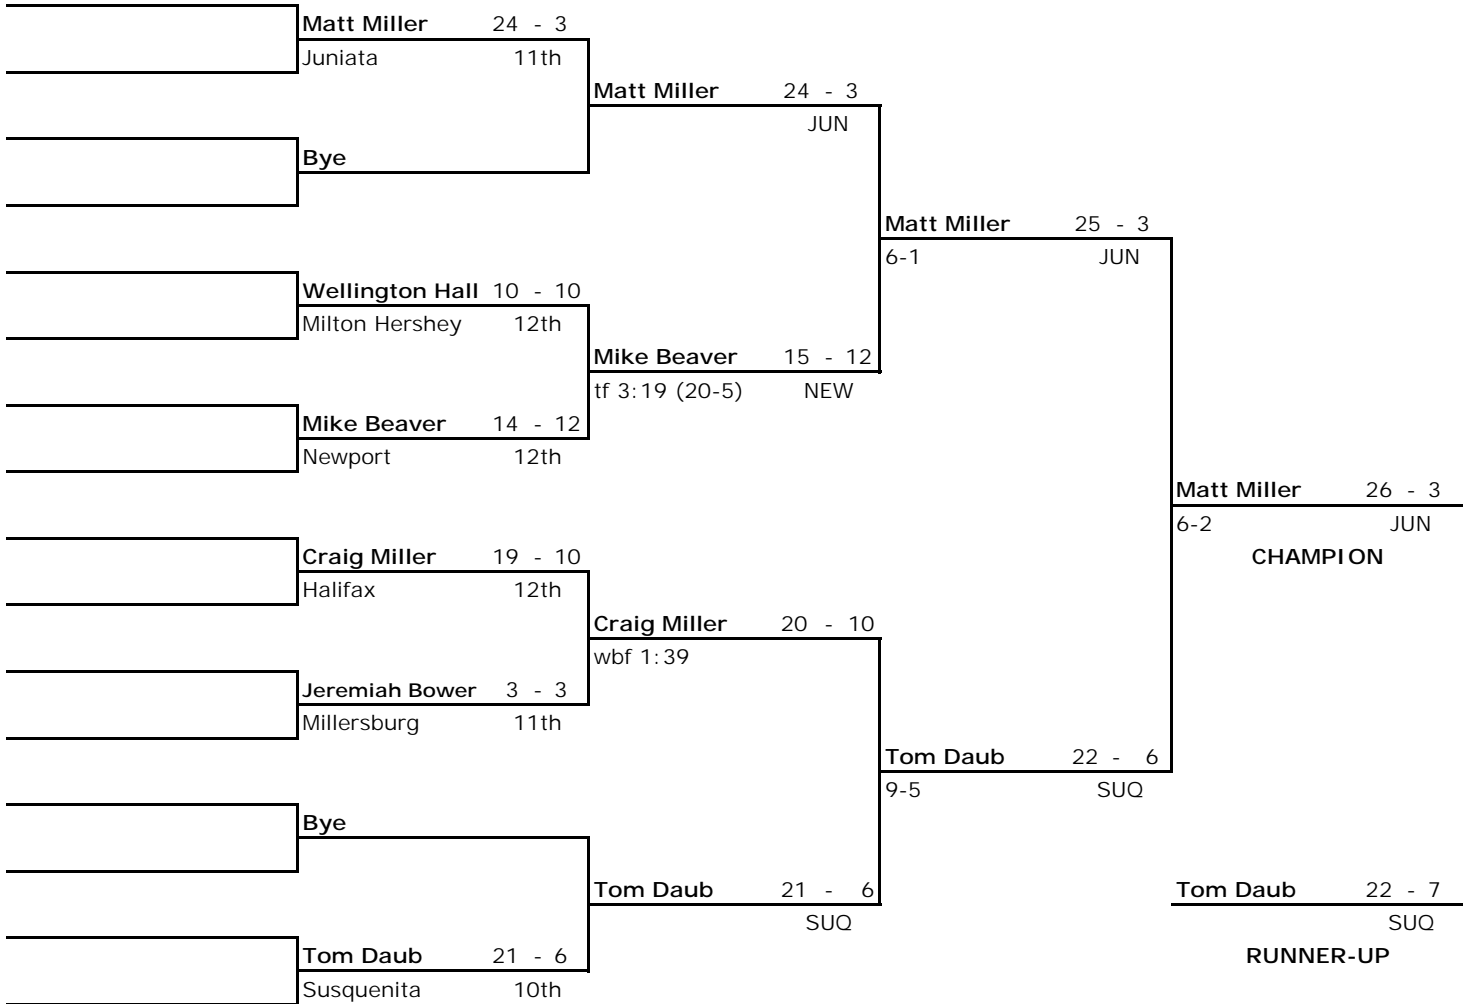 Matt Miller 24 - 3
Juniata 11th
Matt Miller 24 - 3
JUN
Bye
Matt Miller 25 - 3
6-1 JUN
Wellington Hall 10 - 10
Milton Hershey 12th
Mike Beaver 15 - 12
tf 3:19 (20-5) NEW
Mike Beaver 14 - 12
Newport 12th
Matt Miller 26 - 3
6-2 JUN
CHAMPION
Craig Miller 19 - 10
Halifax 12th
Craig Miller 20 - 10
wbf 1:39
Jeremiah Bower 3 - 3
Millersburg 11th
Tom Daub 22 - 6
9-5 SUQ
Bye
Tom Daub 21 - 6
SUQ
Tom Daub 22 - 7
SUQ
RUNNER-UP
Tom Daub 21 - 6
Susquenita 10th